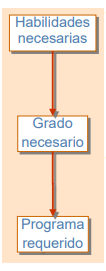 Habilidades
necesarias
Grado
necesario
Programa
requerido